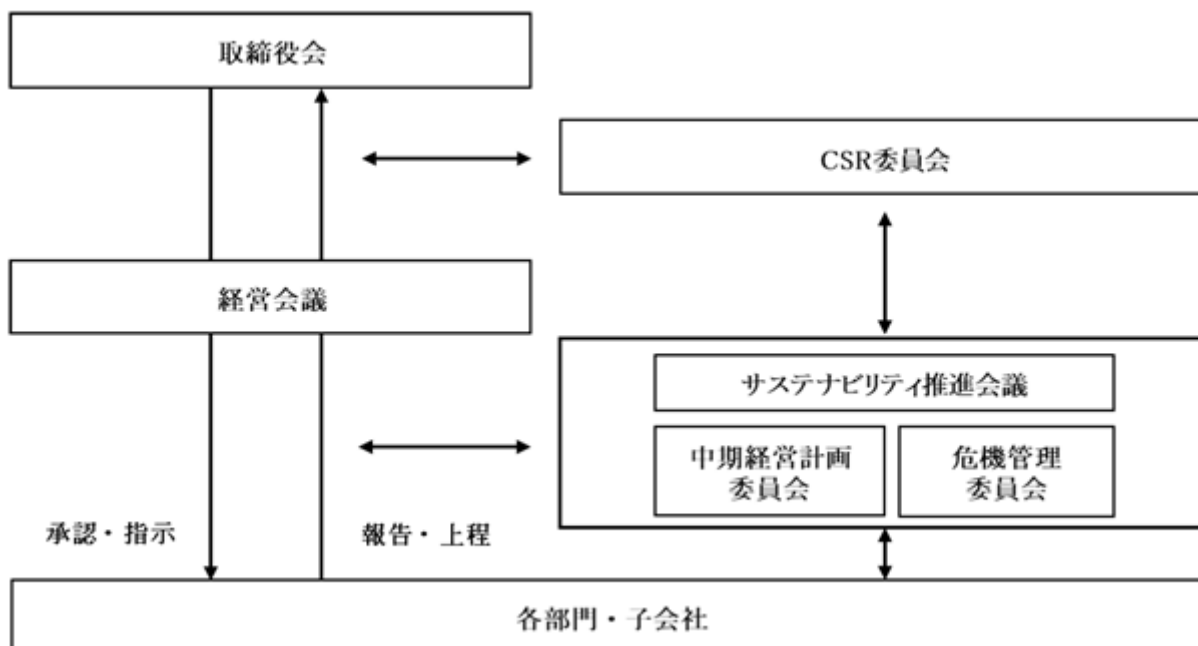 取締役会
CSR委員会
経営会議
サステナビリティ推進会議
中期経営計画
委員会
危機管理
委員会
承認・指示
報告・上程
各部門・子会社